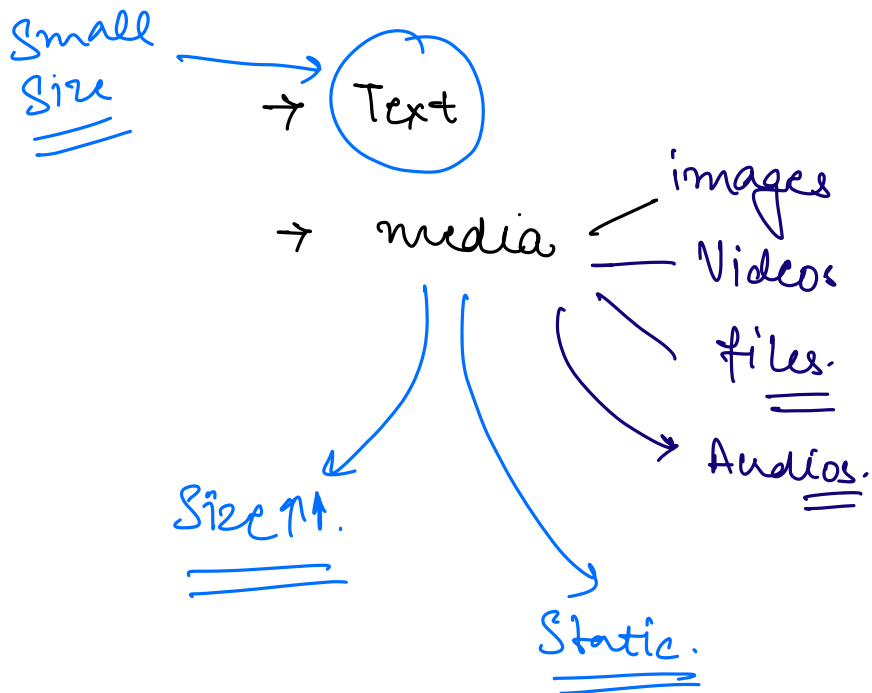 Small
Size
→ Text
→ media
images
Videos
files.
Audios.
Size ↑↑.
Static.